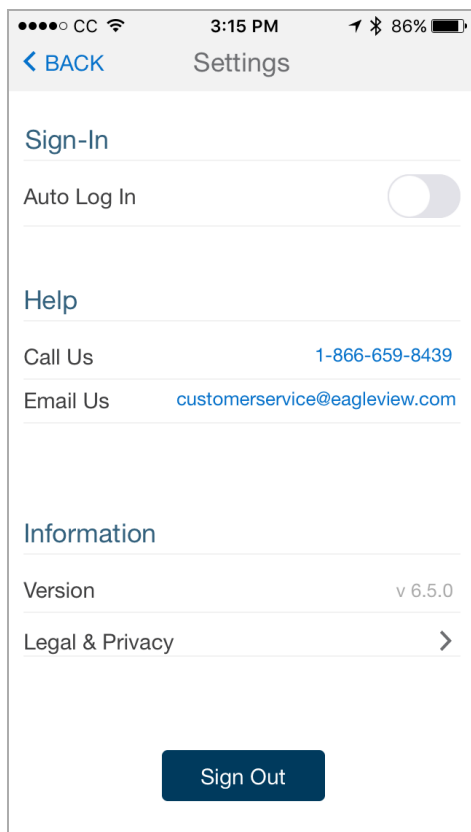 CC 3:15 PM 86%
BACK Settings
Sign-In
Auto Log In
Help
Call Us 1-866-659-8439
Email Us customerservice@eagleview.com
Information
Version v 6.5.0
Legal & Privacy
Sign Out